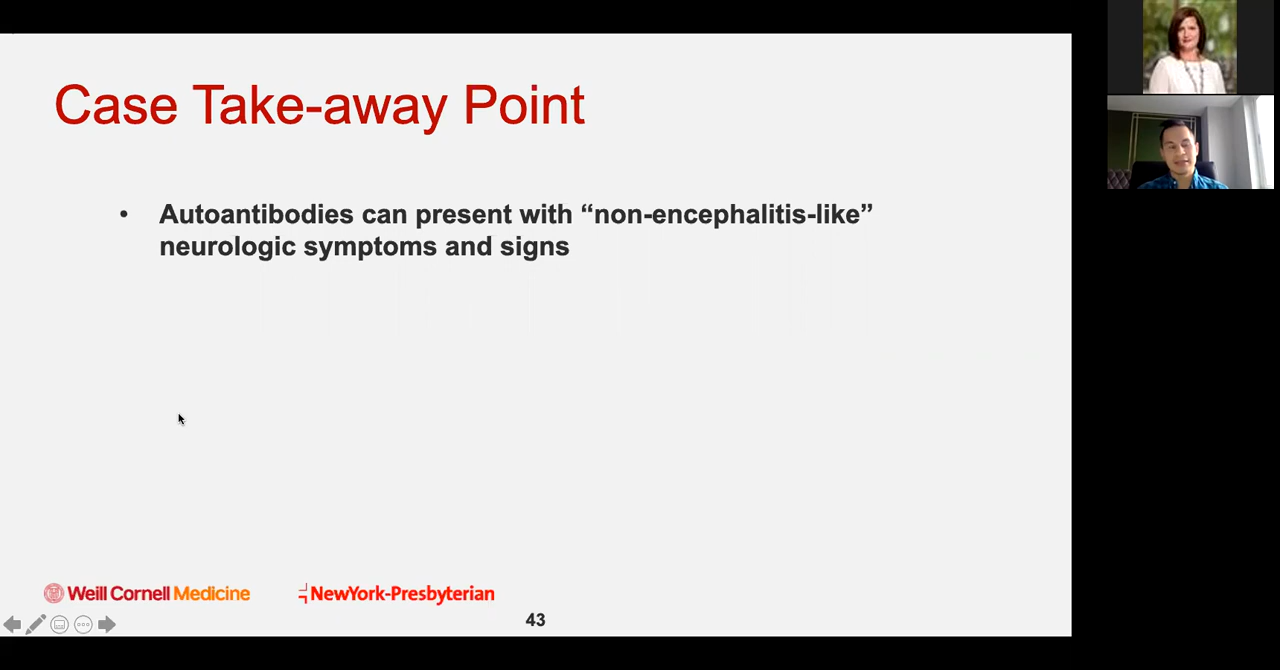 Case Take-away Point
• Autoantibodies can present with “non-encephalitis-like”
neurologic symptoms and signs
Weill Cornell Medicine
NewYork-Presbyterian
43